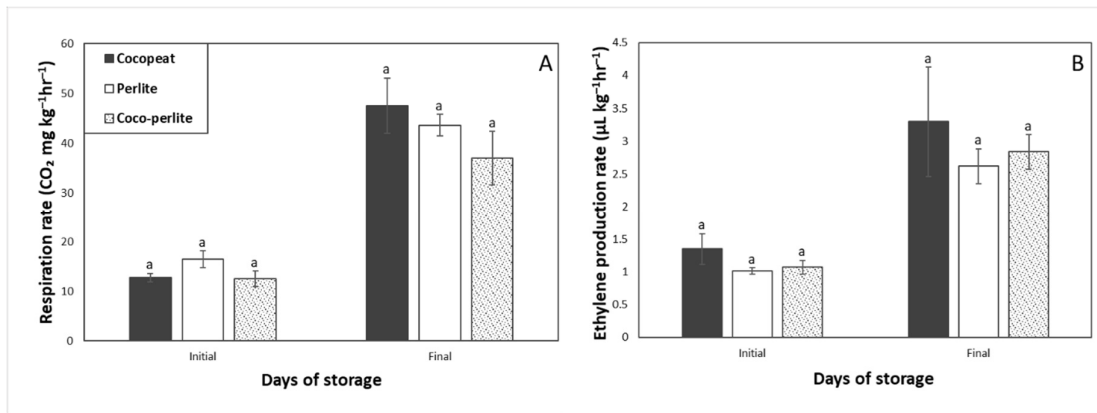 Respiration rate (CO₂ mg kg⁻¹hr⁻¹)
60
50
40
30
20
10
0
Cocopeat
Perlite
Coco-perlite
A
a
a
a
a
a
a
Initial
Final
Days of storage
Ethylene production rate (µL kg⁻¹hr⁻¹)
4.5
4
3.5
3
2.5
2
1.5
1
0.5
0
B
a
a
a
a
a
a
Initial
Final
Days of storage